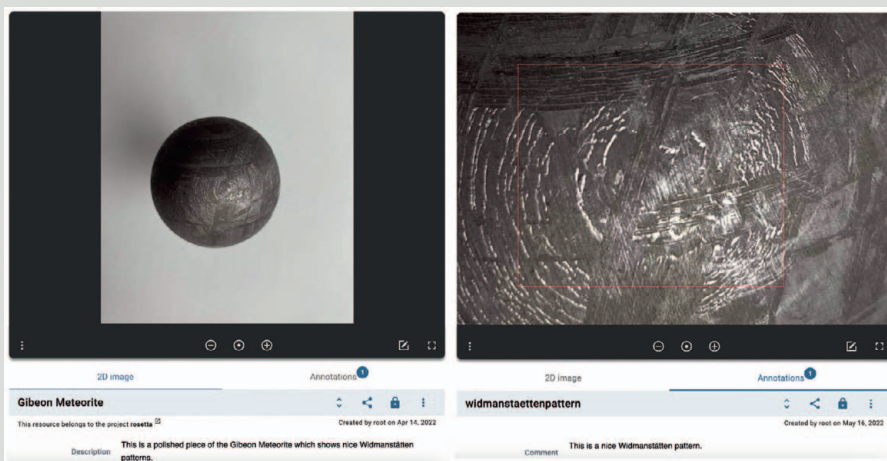 2D image
Annotations
1
Gibeon Meteorite
This resource belongs to the project rosetta
Created by root on Apr 14, 2022
Description This is a polished piece of the Gibeon Meteorite which shows nice Widmanstätten
patterns.
2D image
Annotations
1
widmanstaettenpattern
Created by root on May 16, 2022
Comment This is a nice Widmanstätten pattern.